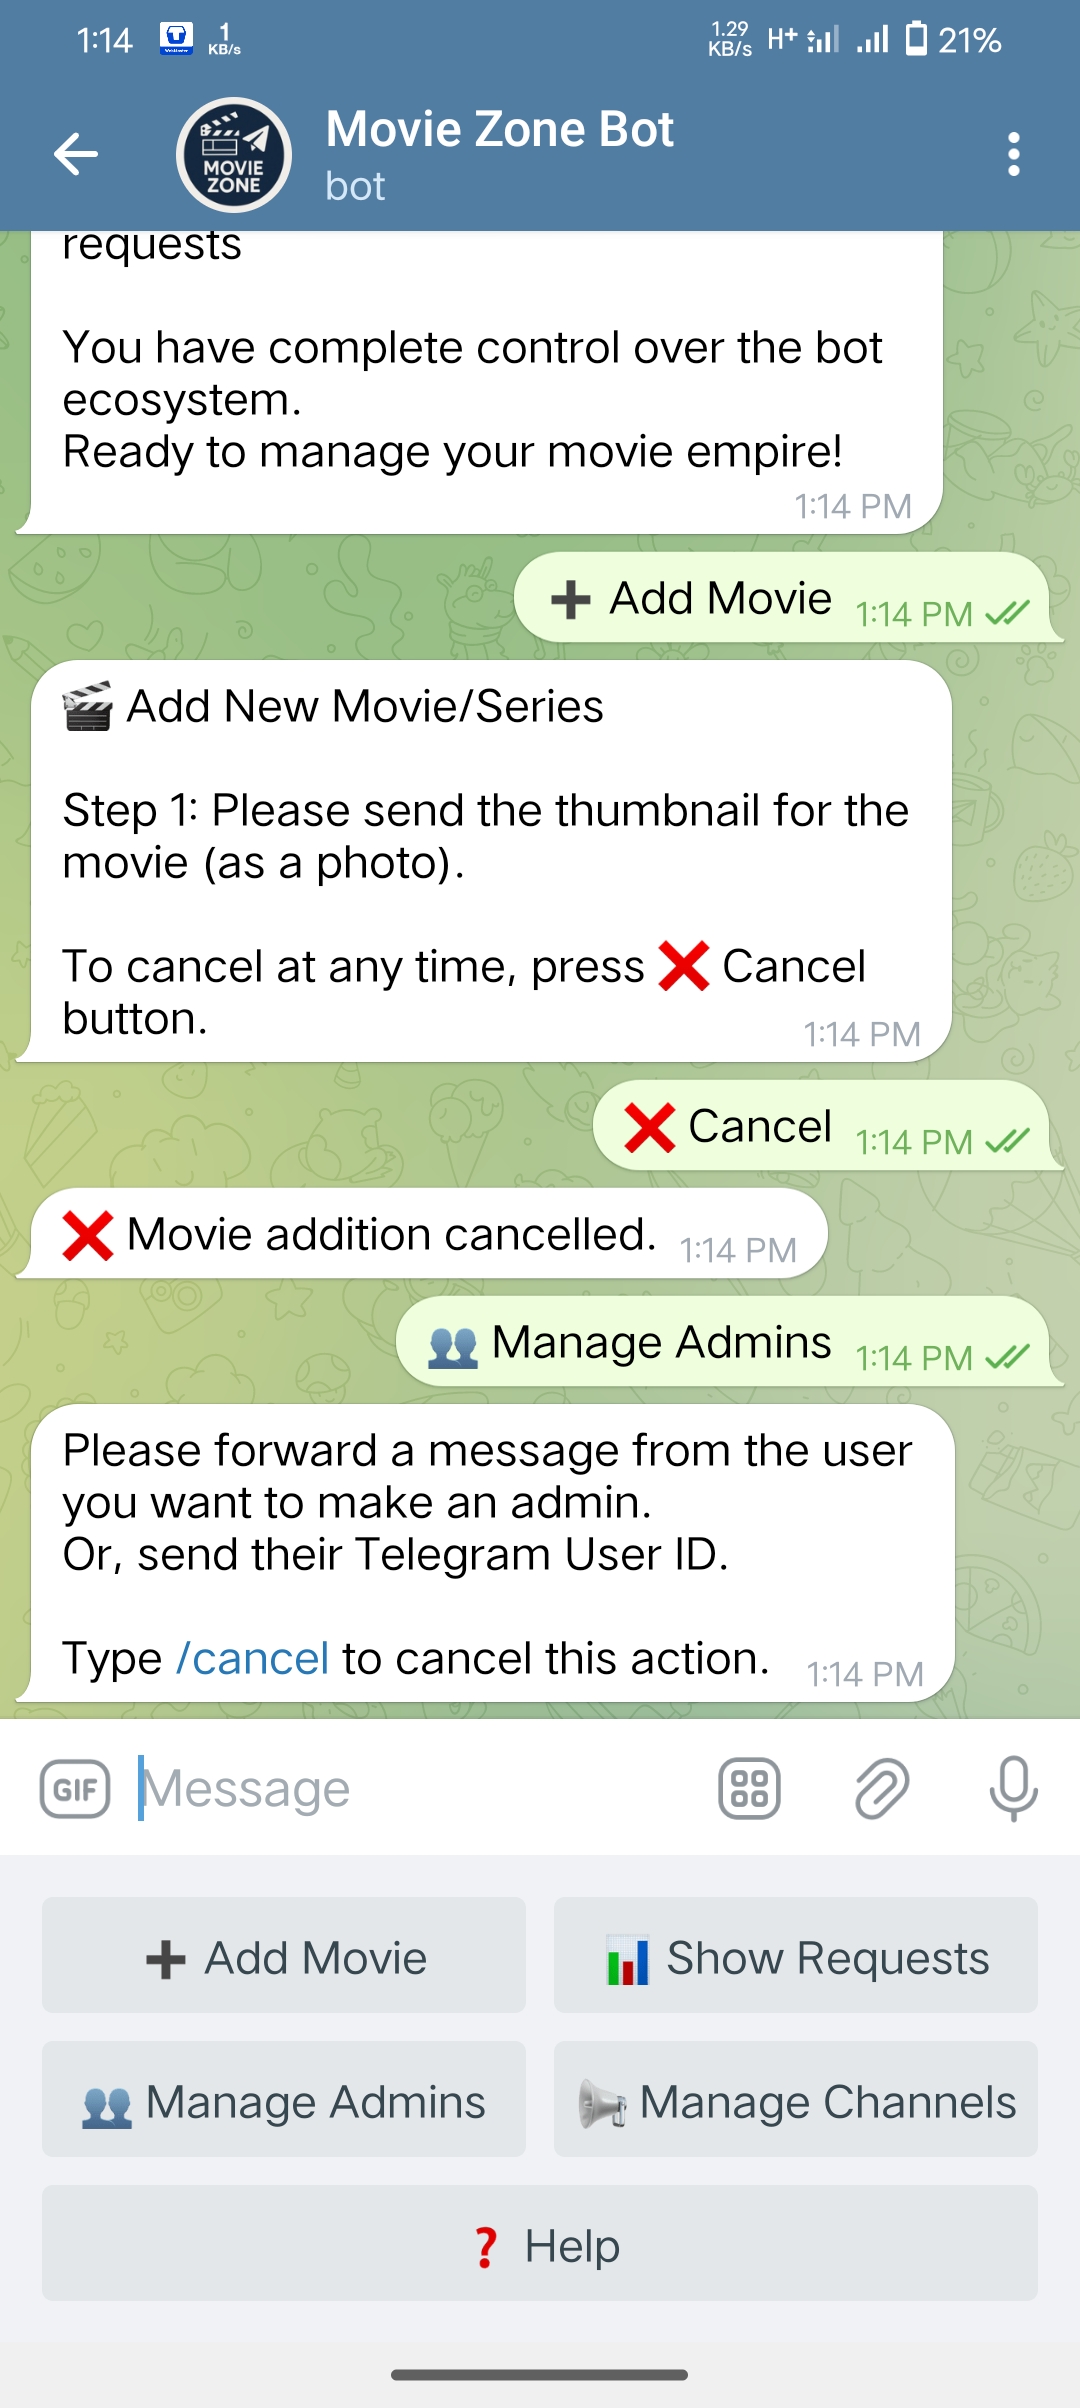 1:14 1 KB/s 1.29 KB/s H+ 21%
MOVIE ZONE
Movie Zone Bot
bot
requests
You have complete control over the bot
ecosystem.
Ready to manage your movie empire!
1:14 PM
➕ Add Movie 1:14 PM
🎬 Add New Movie/Series
Step 1: Please send the thumbnail for the
movie (as a photo).
To cancel at any time, press ❌ Cancel
button.
1:14 PM
❌ Cancel 1:14 PM
❌ Movie addition cancelled. 1:14 PM
👥 Manage Admins 1:14 PM
Please forward a message from the user
you want to make an admin.
Or, send their Telegram User ID.
Type /cancel to cancel this action. 1:14 PM
GIF Message
➕ Add Movie
📊 Show Requests
👥 Manage Admins
📢 Manage Channels
❓ Help